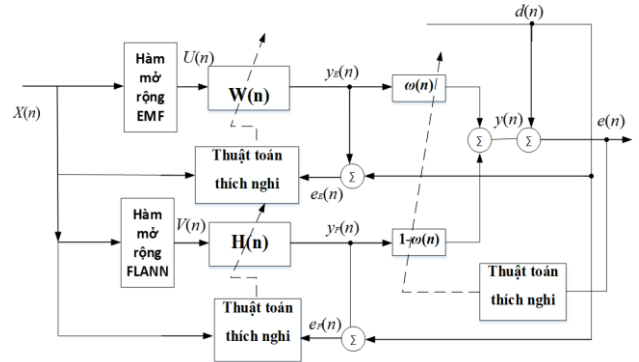 d(n)
Hàm
mở
rộng
EMF
U(n)
W(n)
yE(n)
ω(n)
X(n)
y(n)
e(n)
Σ
Σ
Thuật toán
thích nghi
eE(n)
Σ
Hàm
mở
rộng
FLANN
V(n)
H(n)
yF(n)
1-ω(n)
Thuật toán
thích nghi
Thuật toán
thích nghi
eF(n)
Σ